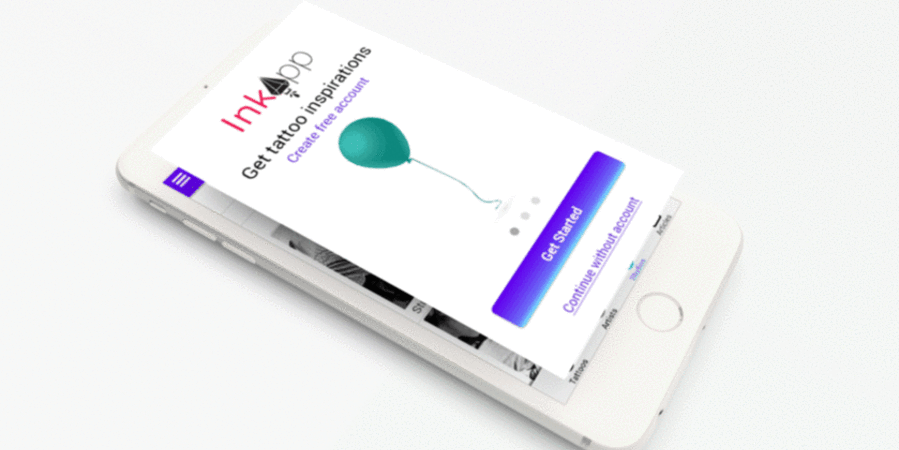 InkApp
Get tattoo inspirations
Create free account
Get Started
Continue without account
Articles
Studios
Artists
Tattoos